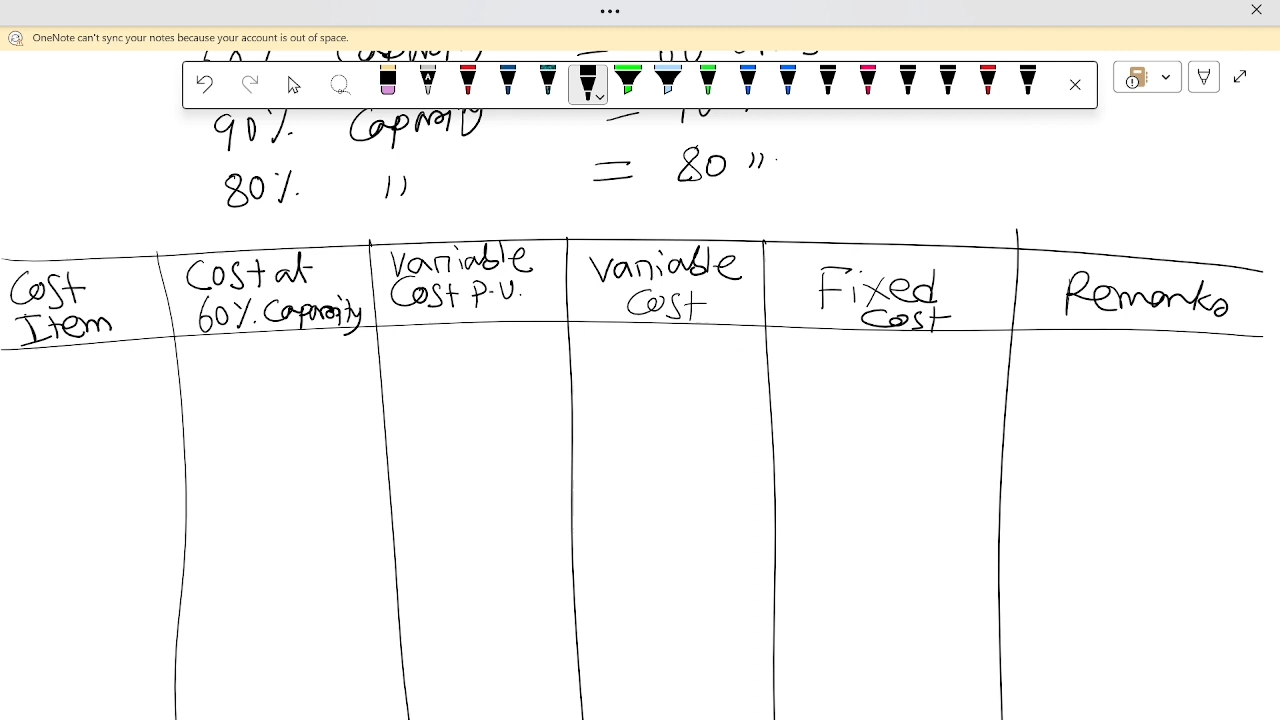 OneNote can't sync your notes because your account is out of space.
90% Capacity =
80% " = 80 "
Cost Item
Cost at 60% Capacity
Variable Cost P.U.
Variable Cost
Fixed Cost
Remarks